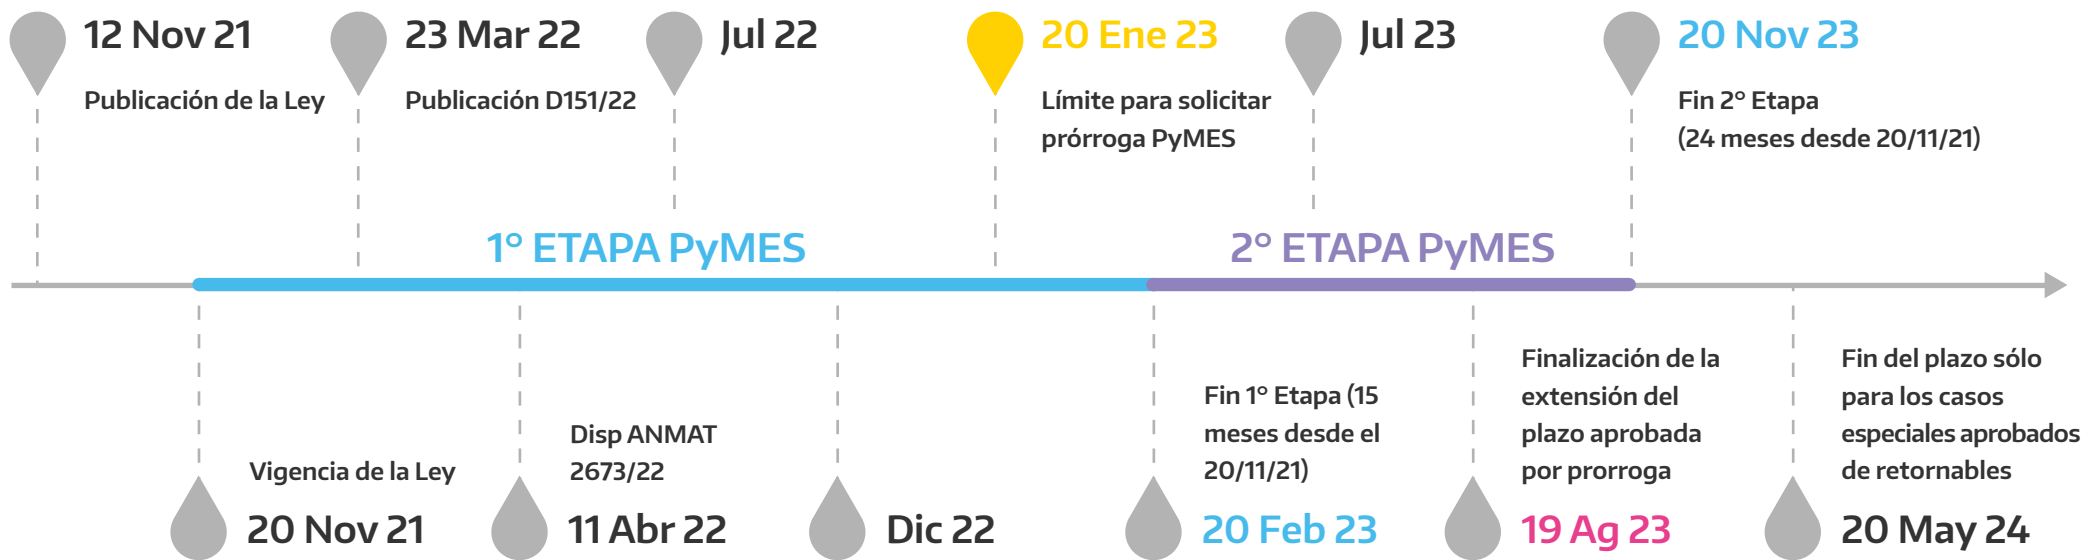 12 Nov 21
Publicación de la Ley
23 Mar 22
Publicación D151/22
Jul 22
20 Ene 23
Límite para solicitar
prórroga PyMES
Jul 23
20 Nov 23
Fin 2° Etapa
(24 meses desde 20/11/21)
1° ETAPA PyMES
2° ETAPA PyMES
Vigencia de la Ley
20 Nov 21
Disp ANMAT
2673/22
11 Abr 22
Dic 22
Fin 1° Etapa (15
meses desde el
20/11/21)
20 Feb 23
Finalización de la
extensión del
plazo aprobada
por prorroga
19 Ag 23
Fin del plazo sólo
para los casos
especiales aprobados
de retornables
20 May 24